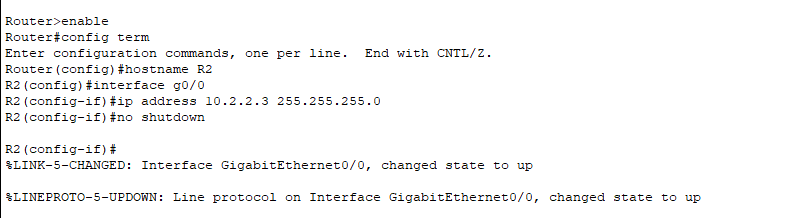 Router>enable
Router#config term
Enter configuration commands, one per line.  End with CNTL/Z.
Router(config)#hostname R2
R2(config)#interface g0/0
R2(config-if)#ip address 10.2.2.3 255.255.255.0
R2(config-if)#no shutdown
R2(config-if)#
%LINK-5-CHANGED: Interface GigabitEthernet0/0, changed state to up
%LINEPROTO-5-UPDOWN: Line protocol on Interface GigabitEthernet0/0, changed state to up